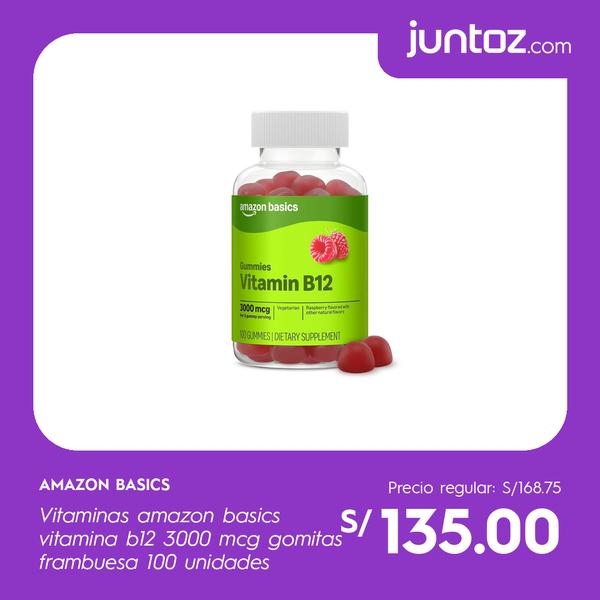 juntoz.com
amazon basics
Gummies
Vitamin B12
3000 mcg
Vegetarian
Raspberry flavored with
other natural flavors
100 GUMMIES | DIETARY SUPPLEMENT
AMAZON BASICS
Precio regular: S/168.75
Vitaminas amazon basics
vitamina b12 3000 mcg gomitas
frambuesa 100 unidades
S/135.00